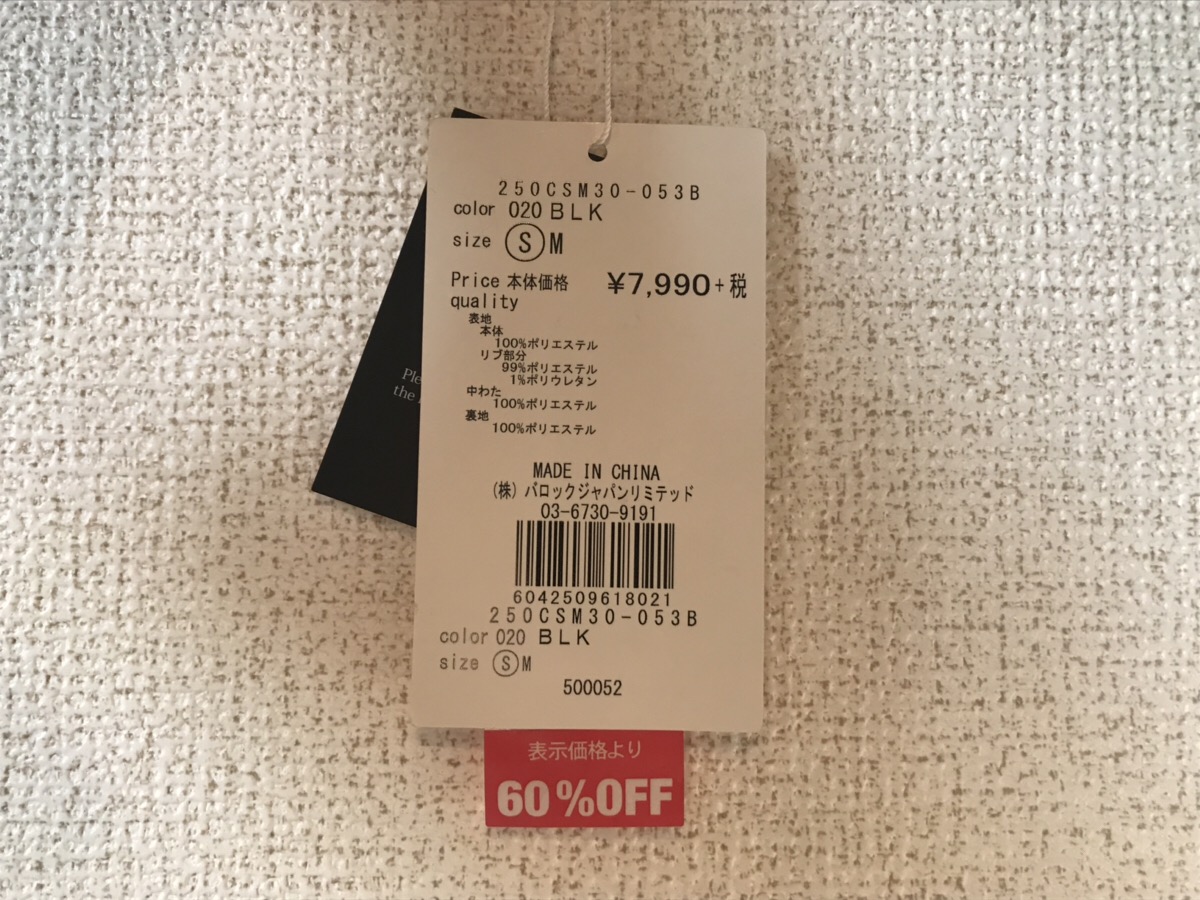 250CSM30-053B
color 020 BLK
size Ⓢ M
Price 本体価格 ¥7,990+税
quality
表地
本体
100%ポリエステル
リブ部分
99%ポリエステル
1%ポリウレタン
中わた
100%ポリエステル
裏地
100%ポリエステル
MADE IN CHINA
(株) バロックジャパンリミテッド
03-6730-9191
6042509618021
250CSM30-053B
color 020 BLK
size Ⓢ M
500052
表示価格より
60%OFF
the